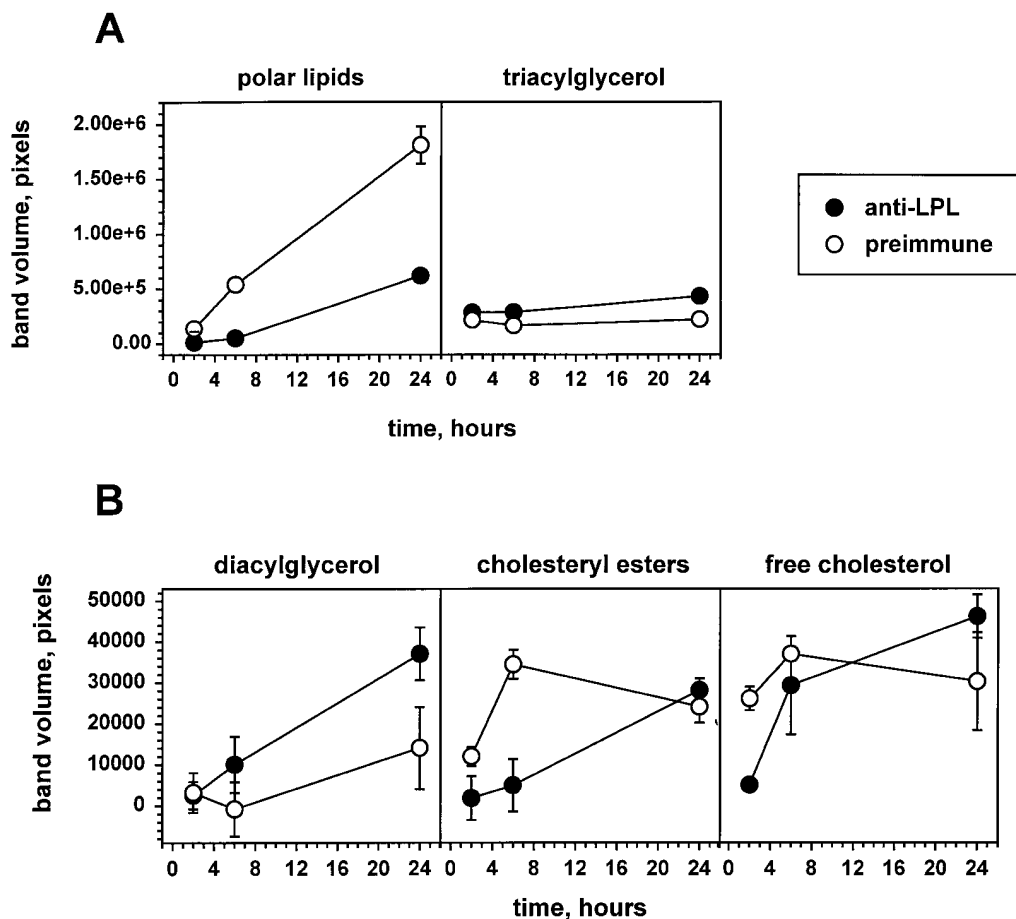 A
polar lipids triacylglycerol
band volume, pixels
2.00e+6
1.50e+6
1.00e+6
5.00e+5
0.00
0 4 8 12 16 20 24 0 4 8 12 16 20 24
time, hours
anti-LPL
preimmune
B
diacylglycerol cholesteryl esters free cholesterol
band volume, pixels
50000
40000
30000
20000
10000
0
0 4 8 12 16 20 24 0 4 8 12 16 20 24 0 4 8 12 16 20 24
time, hours